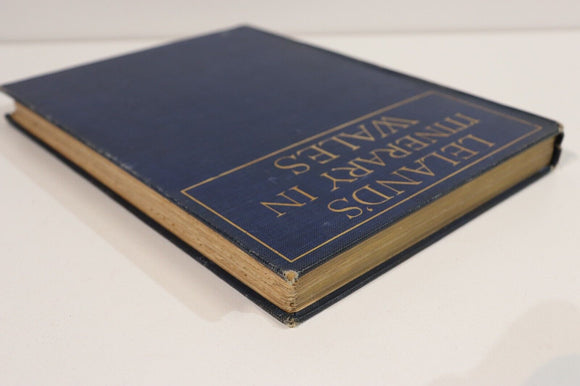 LELAND'S
ITINERARY IN
WALES